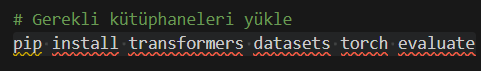 # Gerekli kütüphaneleri yükle
pip install transformers datasets torch evaluate